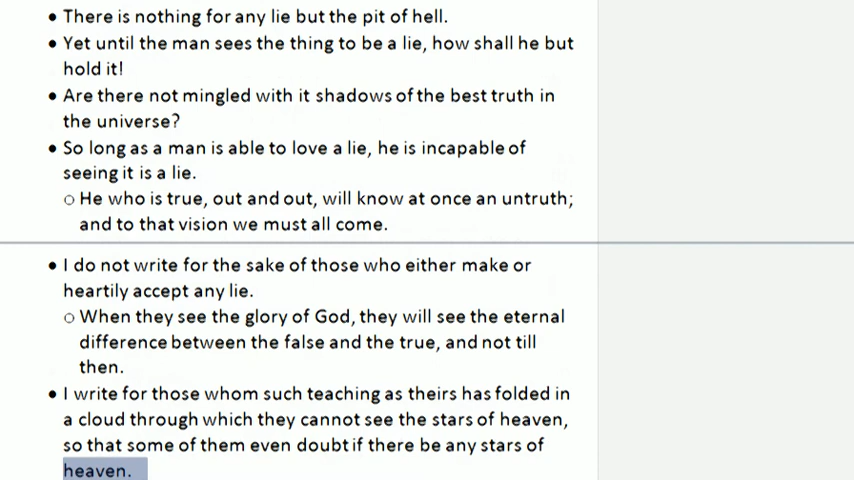 ● There is nothing for any lie but the pit of hell.
● Yet until the man sees the thing to be a lie, how shall he but
hold it!
● Are there not mingled with it shadows of the best truth in
the universe?
● So long as a man is able to love a lie, he is incapable of
seeing it is a lie.
○ He who is true, out and out, will know at once an untruth;
and to that vision we must all come.
● I do not write for the sake of those who either make or
heartily accept any lie.
○ When they see the glory of God, they will see the eternal
difference between the false and the true, and not till
then.
● I write for those whom such teaching as theirs has folded in
a cloud through which they cannot see the stars of heaven,
so that some of them even doubt if there be any stars of
heaven.